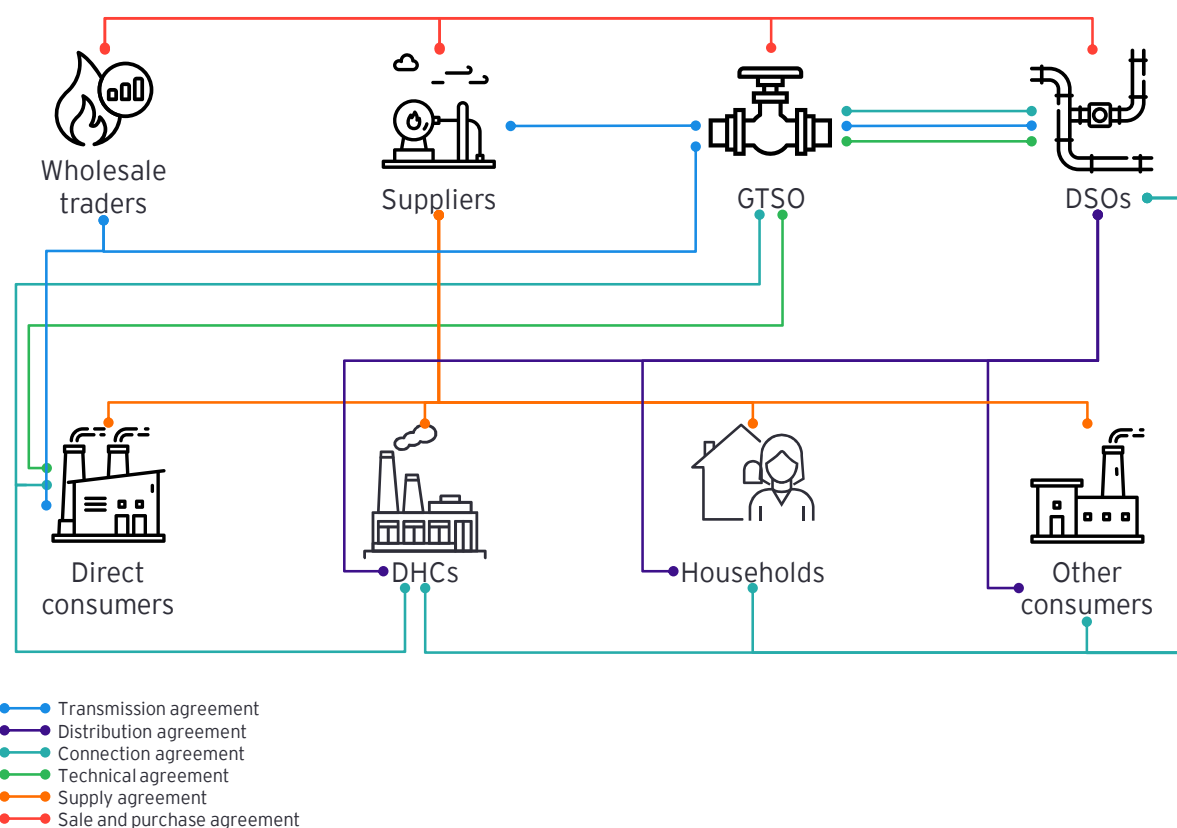 Wholesale
traders
Suppliers
GTSO
DSOs
Direct
consumers
DHCs
Households
Other
consumers
Transmission agreement
Distribution agreement
Connection agreement
Technical agreement
Supply agreement
Sale and purchase agreement